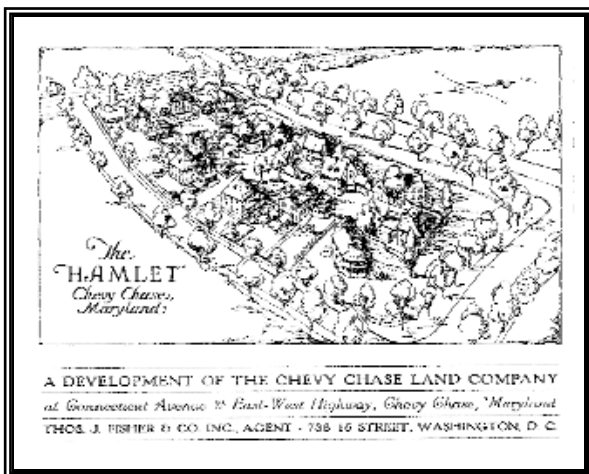 The
HAMLET
Chevy Chase,
Maryland:
A DEVELOPMENT OF THE CHEVY CHASE LAND COMPANY
at Connecticut Avenue & East-West Highway, Chevy Chase, Maryland
THOS. J. FISHER & CO. INC., AGENT - 738 15 STREET, WASHINGTON, D. C.